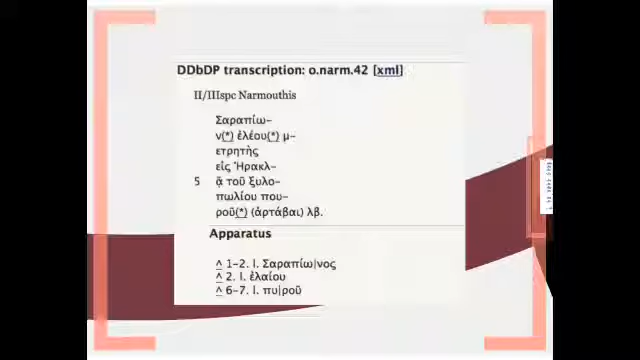 DDbDP transcription: o.narm.42 [xml]
II/IIIspc Narmouthis
Σαραπίω-
ν(*) ἐλέου(*) μ-
ετρητὴς
εἰς Ἡρακλ-
5 ᾷ τοῦ ξυλο-
πωλίου που-
ροῦ(*) (ἀρτάβαι) λβ.
Apparatus
^ 1-2. l. Σαραπίω|νος
^ 2. l. ἐλαίου
^ 6-7. l. πυ|ροῦ